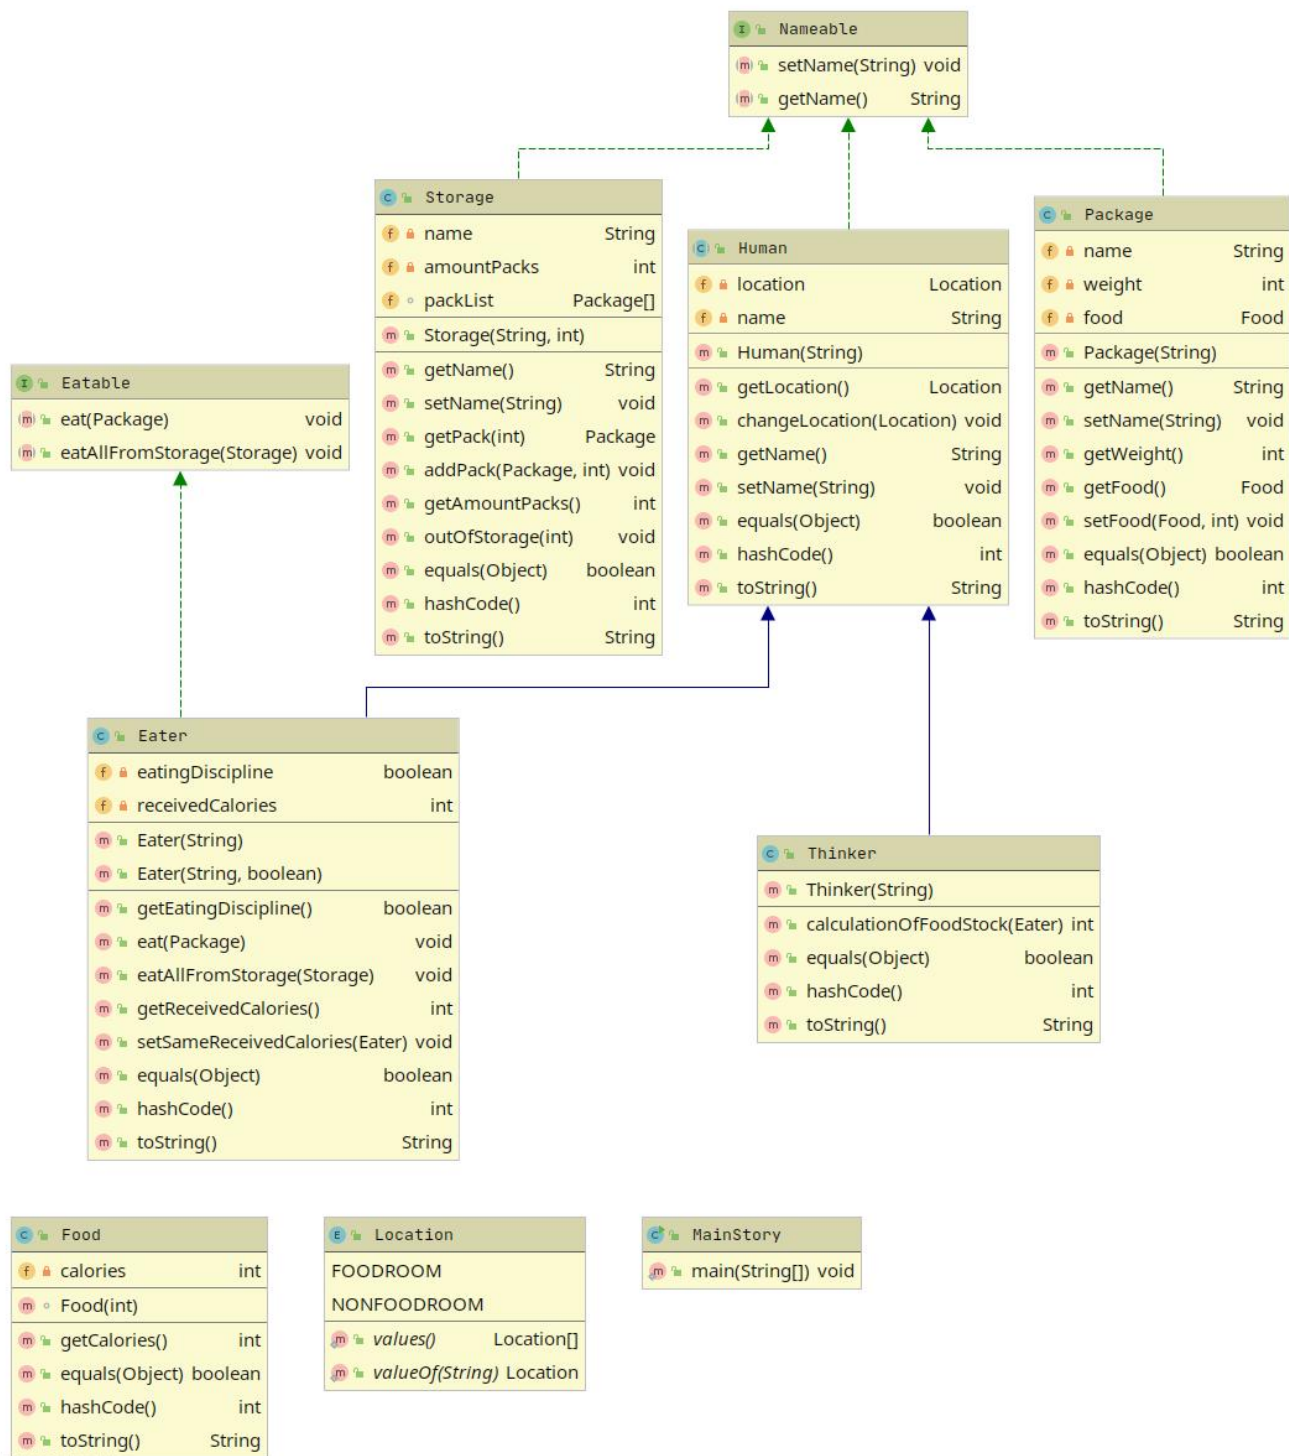 Nameable
setName(String) void
getName() String
Storage
name String
amountPacks int
packList Package[]
Storage(String, int)
getName() String
setName(String) void
getPack(int) Package
addPack(Package, int) void
getAmountPacks() int
outOfStorage(int) void
equals(Object) boolean
hashCode() int
toString() String
Human
location Location
name String
Human(String)
getLocation() Location
changeLocation(Location) void
getName() String
setName(String) void
equals(Object) boolean
hashCode() int
toString() String
Package
name String
weight int
food Food
Package(String)
getName() String
setName(String) void
getWeight() int
getFood() Food
setFood(Food, int) void
equals(Object) boolean
hashCode() int
toString() String
Eatable
eat(Package) void
eatAllFromStorage(Storage) void
Eater
eatingDiscipline boolean
receivedCalories int
Eater(String)
Eater(String, boolean)
getEatingDiscipline() boolean
eat(Package) void
eatAllFromStorage(Storage) void
getReceivedCalories() int
setSameReceivedCalories(Eater) void
equals(Object) boolean
hashCode() int
toString() String
Thinker
Thinker(String)
calculationOfFoodStock(Eater) int
equals(Object) boolean
hashCode() int
toString() String
Food
calories int
Food(int)
getCalories() int
equals(Object) boolean
hashCode() int
toString() String
Location
FOODROOM
NONFOODROOM
values() Location[]
valueOf(String) Location
MainStory
main(String[]) void